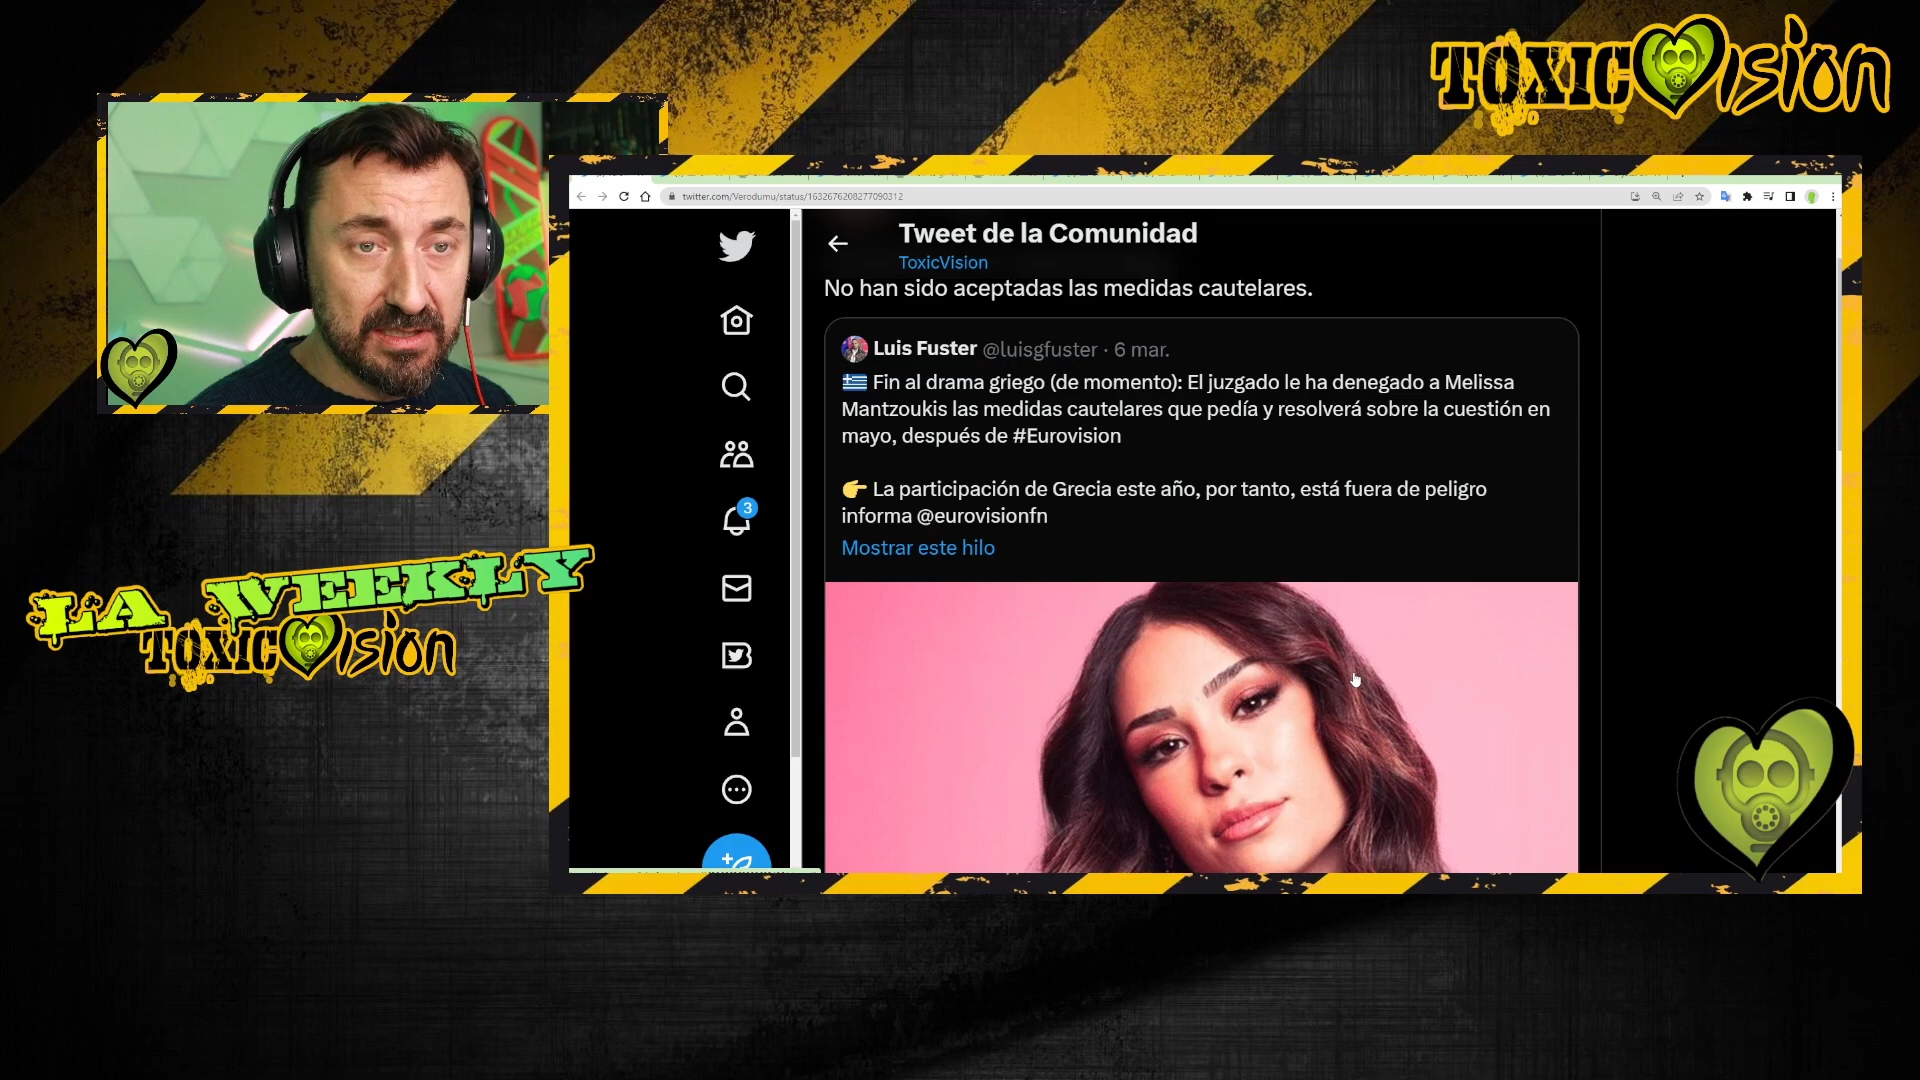 TOXICVision
twitter.com/Verodumu/status/1632676208277090312
Tweet de la Comunidad
ToxicVision
No han sido aceptadas las medidas cautelares.
Luis Fuster @luisgfuster · 6 mar.
🇬🇷 Fin al drama griego (de momento): El juzgado le ha denegado a Melissa
Mantzoukis las medidas cautelares que pedía y resolverá sobre la cuestión en
mayo, después de #Eurovision
👉 La participación de Grecia este año, por tanto, está fuera de peligro
informa @eurovisionfn
Mostrar este hilo
3
LA WEEKLY
TOXICVision